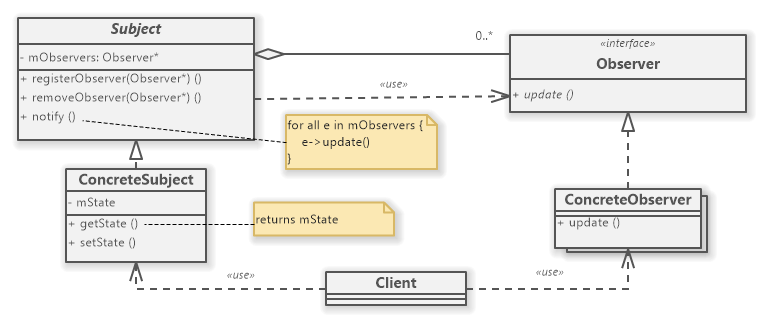 Subject
- mObservers: Observer*
+ registerObserver(Observer*) ()
+ removeObserver(Observer*) ()
+ notify ()
0..*
«use»
«interface»
Observer
+ update ()
for all e in mObservers {
e->update()
}
ConcreteSubject
- mState
+ getState ()
+ setState ()
returns mState
ConcreteObserver
+ update ()
«use»
Client
«use»